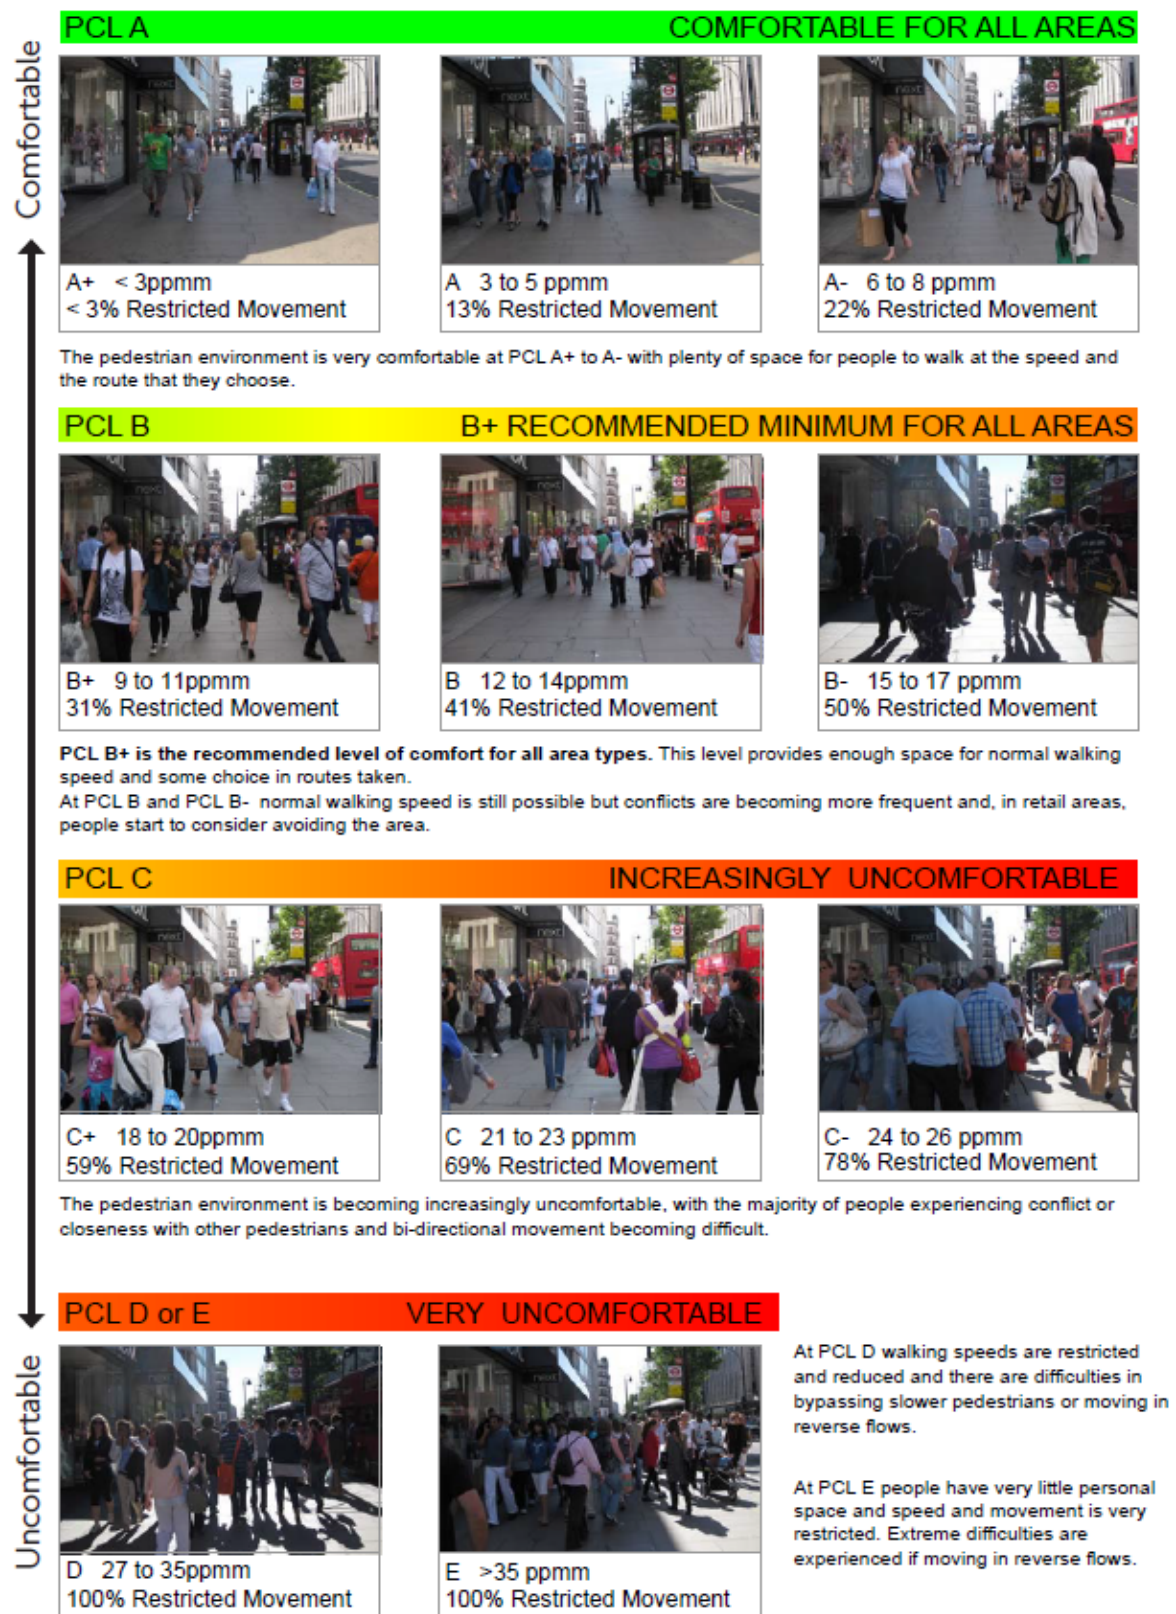 Comfortable
PCL A COMFORTABLE FOR ALL AREAS
next
A+ < 3ppmm
< 3% Restricted Movement
next
A 3 to 5 ppmm
13% Restricted Movement
next
A- 6 to 8 ppmm
22% Restricted Movement
The pedestrian environment is very comfortable at PCL A+ to A- with plenty of space for people to walk at the speed and
the route that they choose.
PCL B B+ RECOMMENDED MINIMUM FOR ALL AREAS
next
B+ 9 to 11ppmm
31% Restricted Movement
next
B 12 to 14ppmm
41% Restricted Movement
B- 15 to 17 ppmm
50% Restricted Movement
PCL B+ is the recommended level of comfort for all area types. This level provides enough space for normal walking
speed and some choice in routes taken.
At PCL B and PCL B- normal walking speed is still possible but conflicts are becoming more frequent and, in retail areas,
people start to consider avoiding the area.
PCL C INCREASINGLY UNCOMFORTABLE
next
C+ 18 to 20ppmm
59% Restricted Movement
next
C 21 to 23 ppmm
69% Restricted Movement
C- 24 to 26 ppmm
78% Restricted Movement
The pedestrian environment is becoming increasingly uncomfortable, with the majority of people experiencing conflict or
closeness with other pedestrians and bi-directional movement becoming difficult.
Uncomfortable
PCL D or E VERY UNCOMFORTABLE
D 27 to 35ppmm
100% Restricted Movement
E >35 ppmm
100% Restricted Movement
At PCL D walking speeds are restricted
and reduced and there are difficulties in
bypassing slower pedestrians or moving in
reverse flows.
At PCL E people have very little personal
space and speed and movement is very
restricted. Extreme difficulties are
experienced if moving in reverse flows.